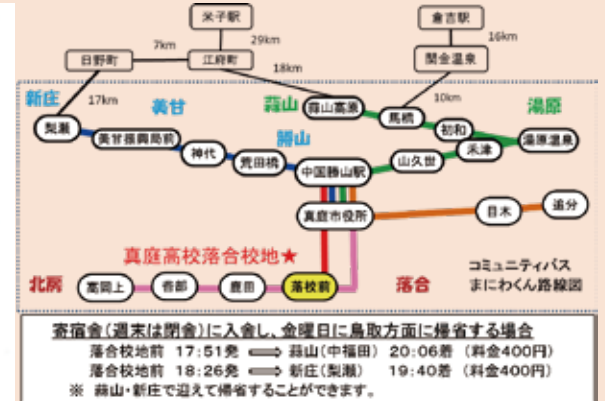 米子駅
倉吉駅
7km
29km
16km
日野町
江府町
関金温泉
18km
新庄
17km
美甘
蒜山
蒜山高原
10km
湯原
梨瀬
馬橋
初和
湯原温泉
美甘振興局前
勝山
禾津
神代
荒田橋
中国勝山駅
山久世
真庭市役所
目木
追分
真庭高校落合校地★
コミュニティバス
まにわくん路線図
北房
高岡上
呰部
鹿田
落校前
落合
寄宿舎(週末は閉舎)に入舎し、金曜日に鳥取方面に帰省する場合
落合校地前 17:51発 ⟹ 蒜山(中福田) 20:06着 (料金400円)
落合校地前 18:26発 ⟹ 新庄(梨瀬) 19:40着 (料金400円)
※ 蒜山・新庄で迎えて帰省することができます。